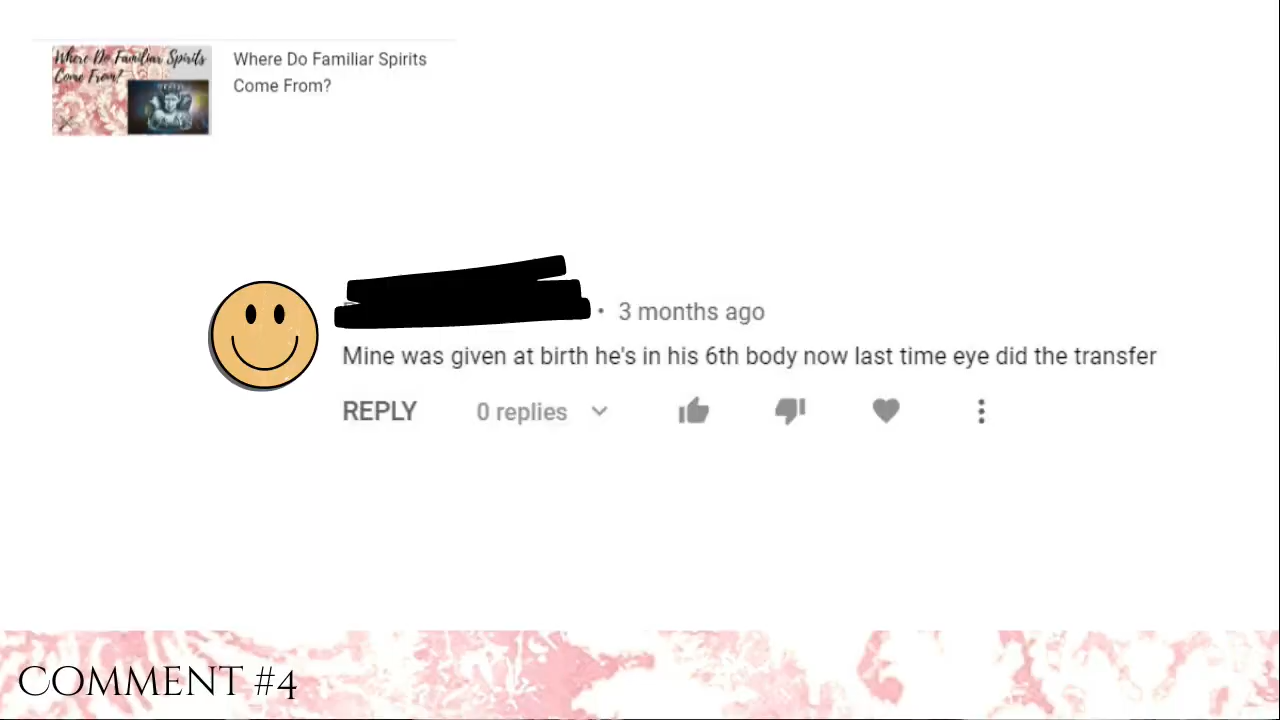 Where Do Familiar Spirits
Come From?
Where Do Familiar Spirits
Come From?
• 3 months ago
Mine was given at birth he's in his 6th body now last time eye did the transfer
REPLY 0 replies
COMMENT #4